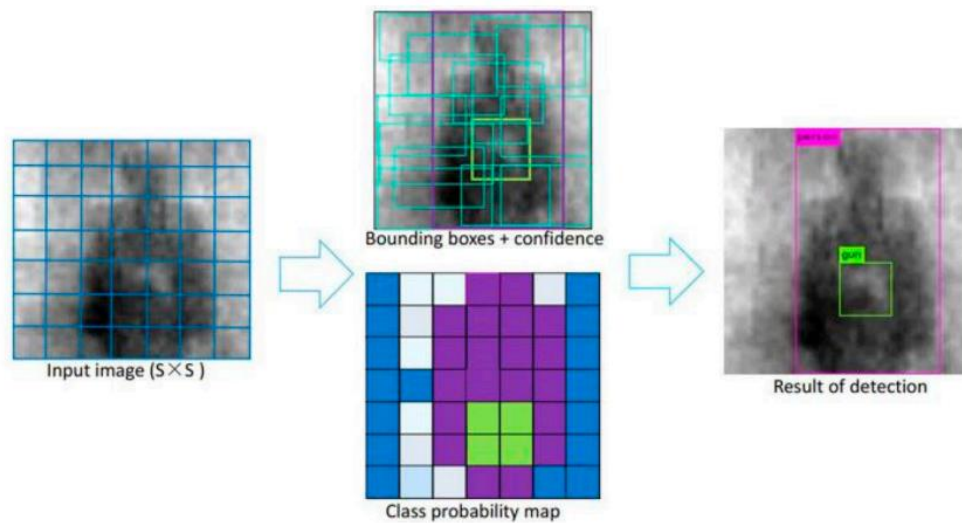 Bounding boxes + confidence
Input image (S×S )
person
gun
Result of detection
Class probability map